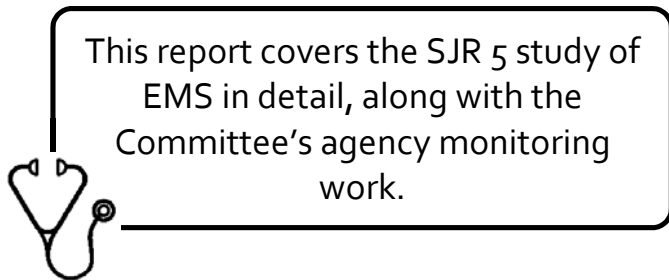 This report covers the SJR 5 study of
EMS in detail, along with the
Committee's agency monitoring
work.